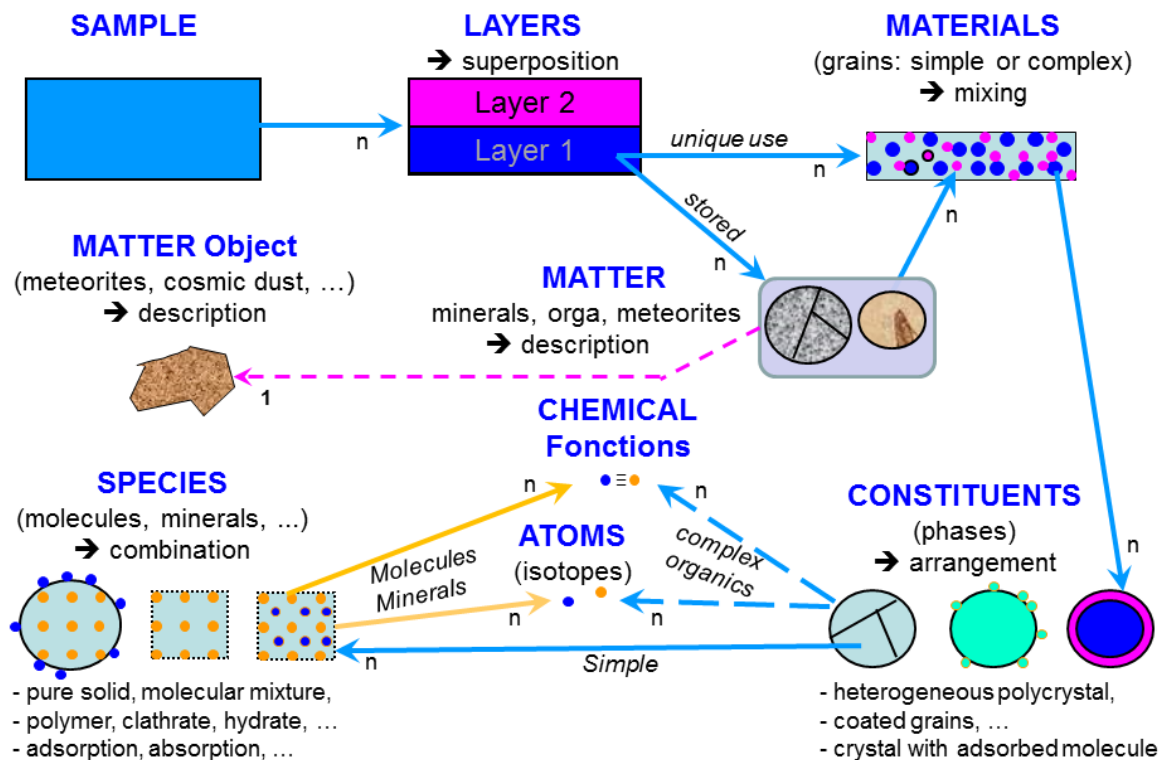 SAMPLE
LAYERS
➔ superposition
MATERIALS
(grains: simple or complex)
➔ mixing
Layer 2
Layer 1
n
unique use
n
stored
n
n
MATTER Object
(meteorites, cosmic dust, …)
➔ description
1
MATTER
minerals, orga, meteorites
➔ description
CHEMICAL
Fonctions
n
n
SPECIES
(molecules, minerals, ...)
➔ combination
Molecules
Minerals
ATOMS
(isotopes)
n
n
complex
organics
CONSTITUENTS
(phases)
➔ arrangement
n
n
Simple
- pure solid, molecular mixture,
- polymer, clathrate, hydrate, …
- adsorption, absorption, …
- heterogeneous polycrystal,
- coated grains, …
- crystal with adsorbed molecule